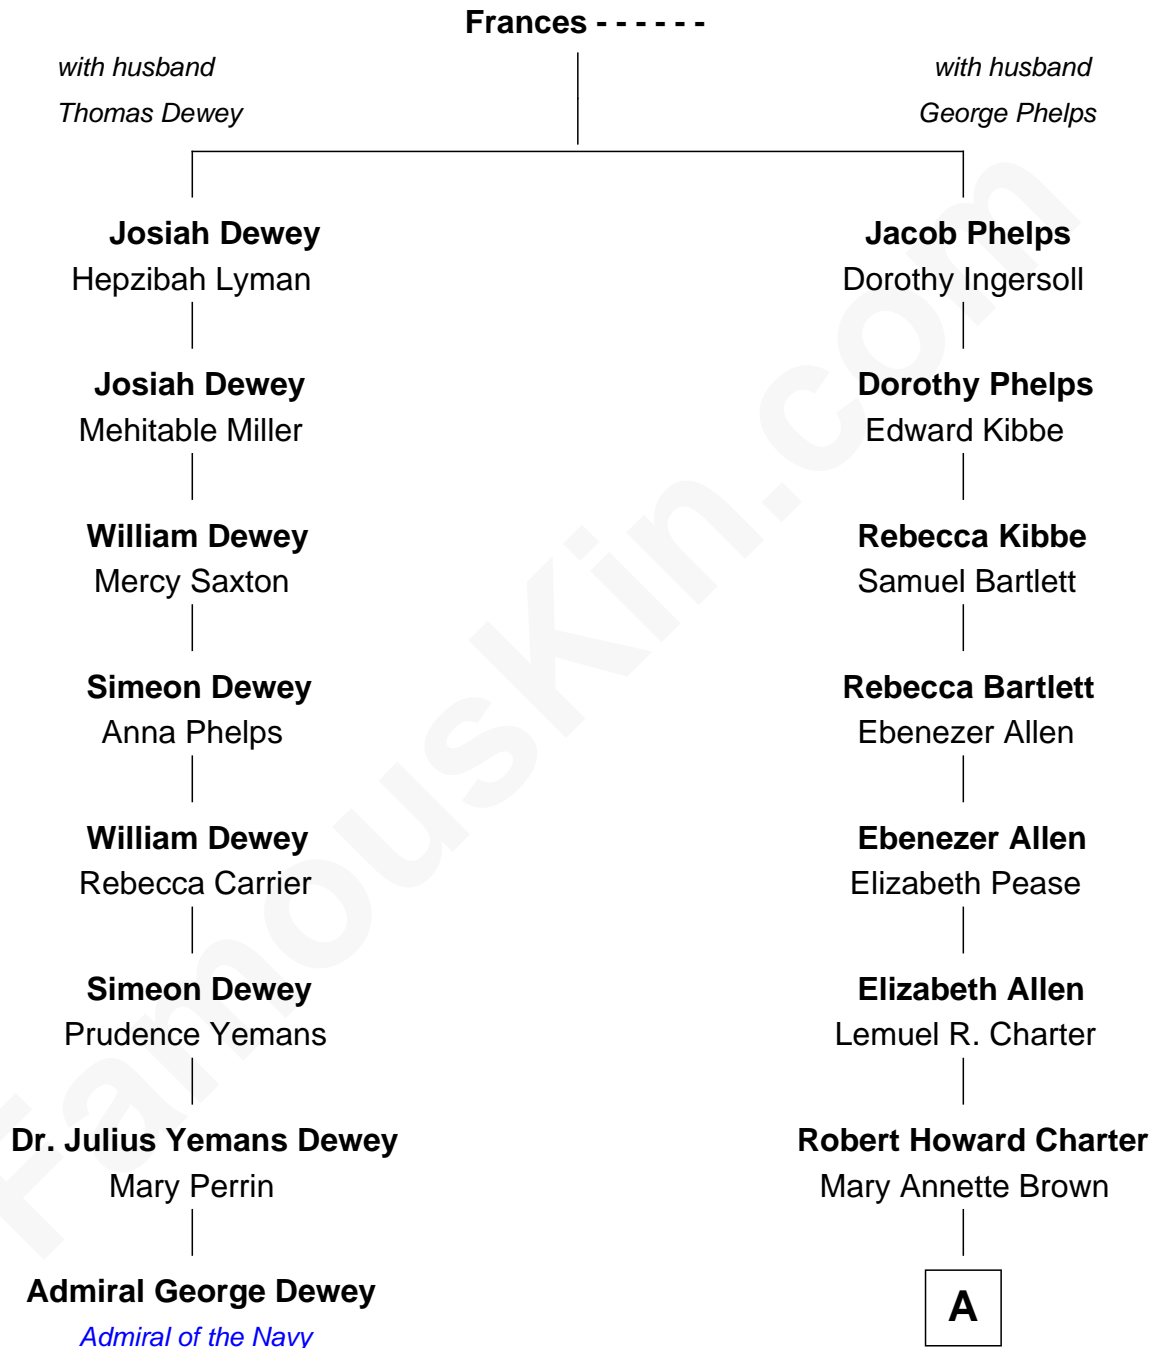 Frances - - - - - -
with husband
Thomas Dewey
with husband
George Phelps
Josiah Dewey
Hepzibah Lyman
Jacob Phelps
Dorothy Ingersoll
Josiah Dewey
Mehitable Miller
Dorothy Phelps
Edward Kibbe
William Dewey
Mercy Saxton
Rebecca Kibbe
Samuel Bartlett
Simeon Dewey
Anna Phelps
Rebecca Bartlett
Ebenezer Allen
William Dewey
Rebecca Carrier
Ebenezer Allen
Elizabeth Pease
Simeon Dewey
Prudence Yemans
Elizabeth Allen
Lemuel R. Charter
Dr. Julius Yemans Dewey
Mary Perrin
Robert Howard Charter
Mary Annette Brown
Admiral George Dewey
Admiral of the Navy
A
FamousKin.com